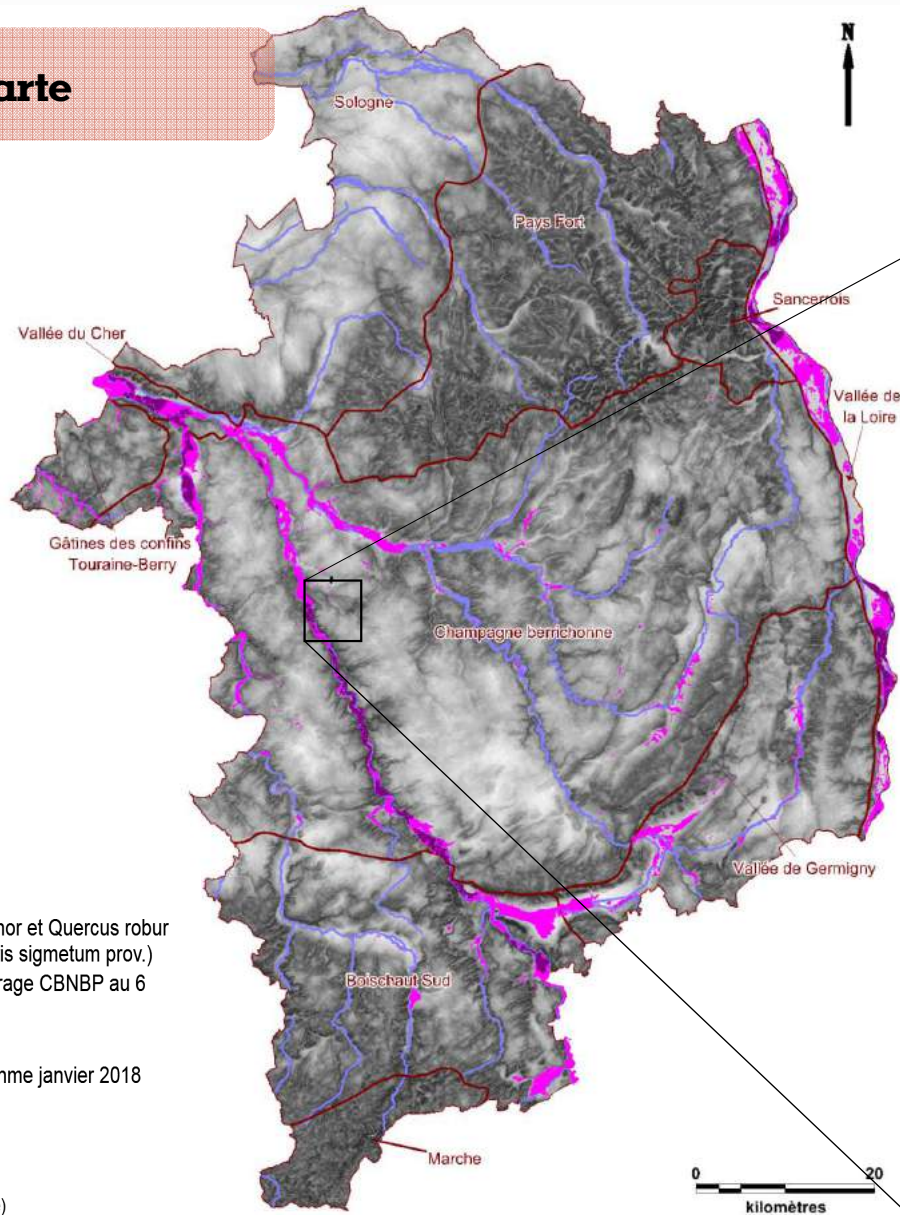 arte
N
Sologne
Pays Fort
Sancerrois
Vallée du Cher
Vallée de
la Loire
Gâtines des confins
Touraine-Berry
Champagne berrichonne
Vallée de Germigny
nor et Quercus robur
is sigmetum prov.)
rage CBNBP au 6
Boischaut Sud
mme janvier 2018
Marche
0 20
kilomètres
)